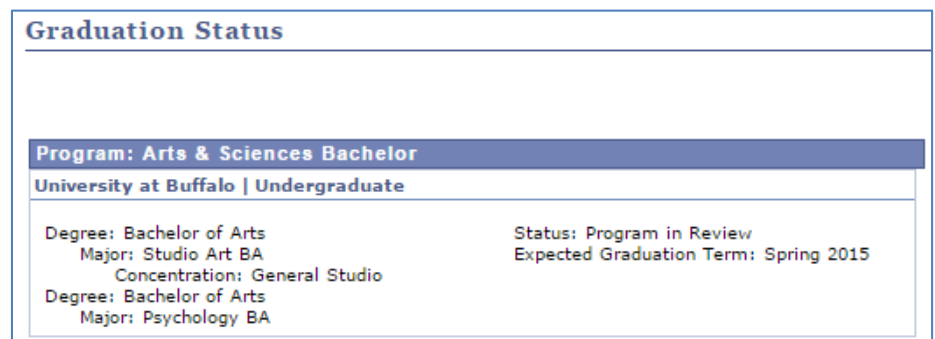 Graduation Status
Program: Arts & Sciences Bachelor
University at Buffalo | Undergraduate
Degree: Bachelor of Arts
Major: Studio Art BA
Concentration: General Studio
Degree: Bachelor of Arts
Major: Psychology BA
Status: Program in Review
Expected Graduation Term: Spring 2015